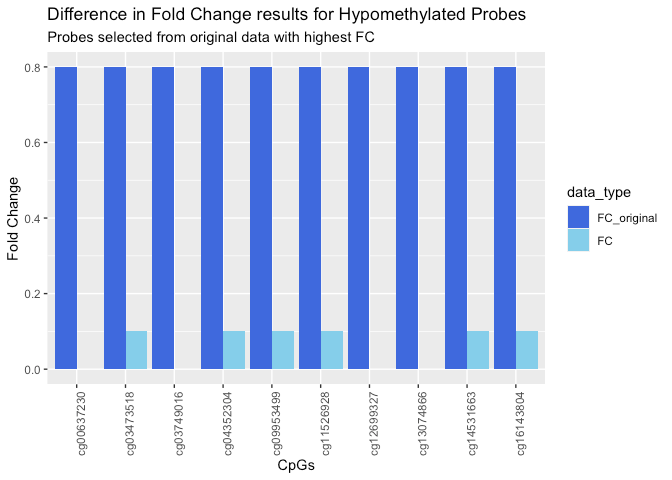 Difference in Fold Change results for Hypomethylated Probes
Probes selected from original data with highest FC
0.8
0.6
0.4
0.2
0.0
Fold Change
cg00637230
cg03473518
cg03749016
cg04352304
cg09953499
cg11526928
cg12699327
cg13074866
cg14531663
cg16143804
CpGs
data_type
FC_original
FC